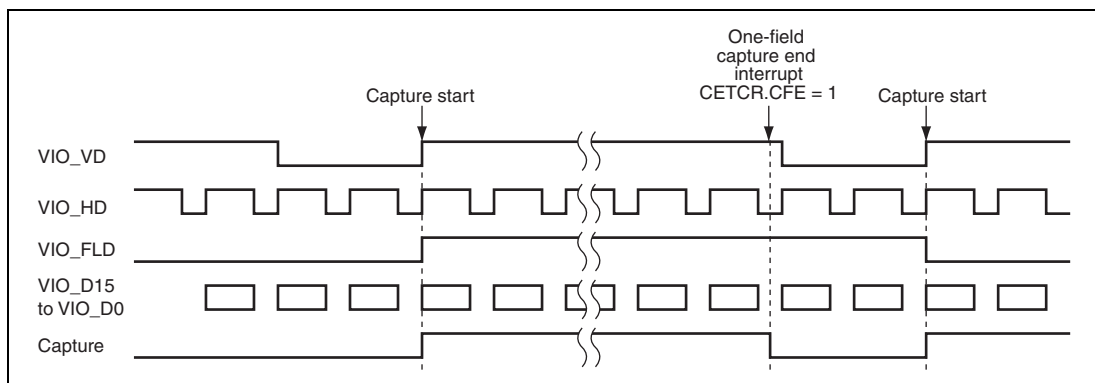 One-field
capture end
interrupt
CETCR.CFE = 1
Capture start
Capture start
VIO_VD
VIO_HD
VIO_FLD
VIO_D15
to VIO_D0
Capture